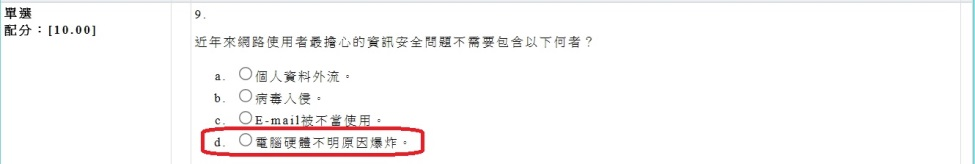 單選
配分：[10.00]
9.
近年來網路使用者最擔心的資訊安全問題不需要包含以下何者？
a. 個人資料外流。
b. 病毒入侵。
c. E-mail被不當使用。
d. 電腦硬體不明原因爆炸。